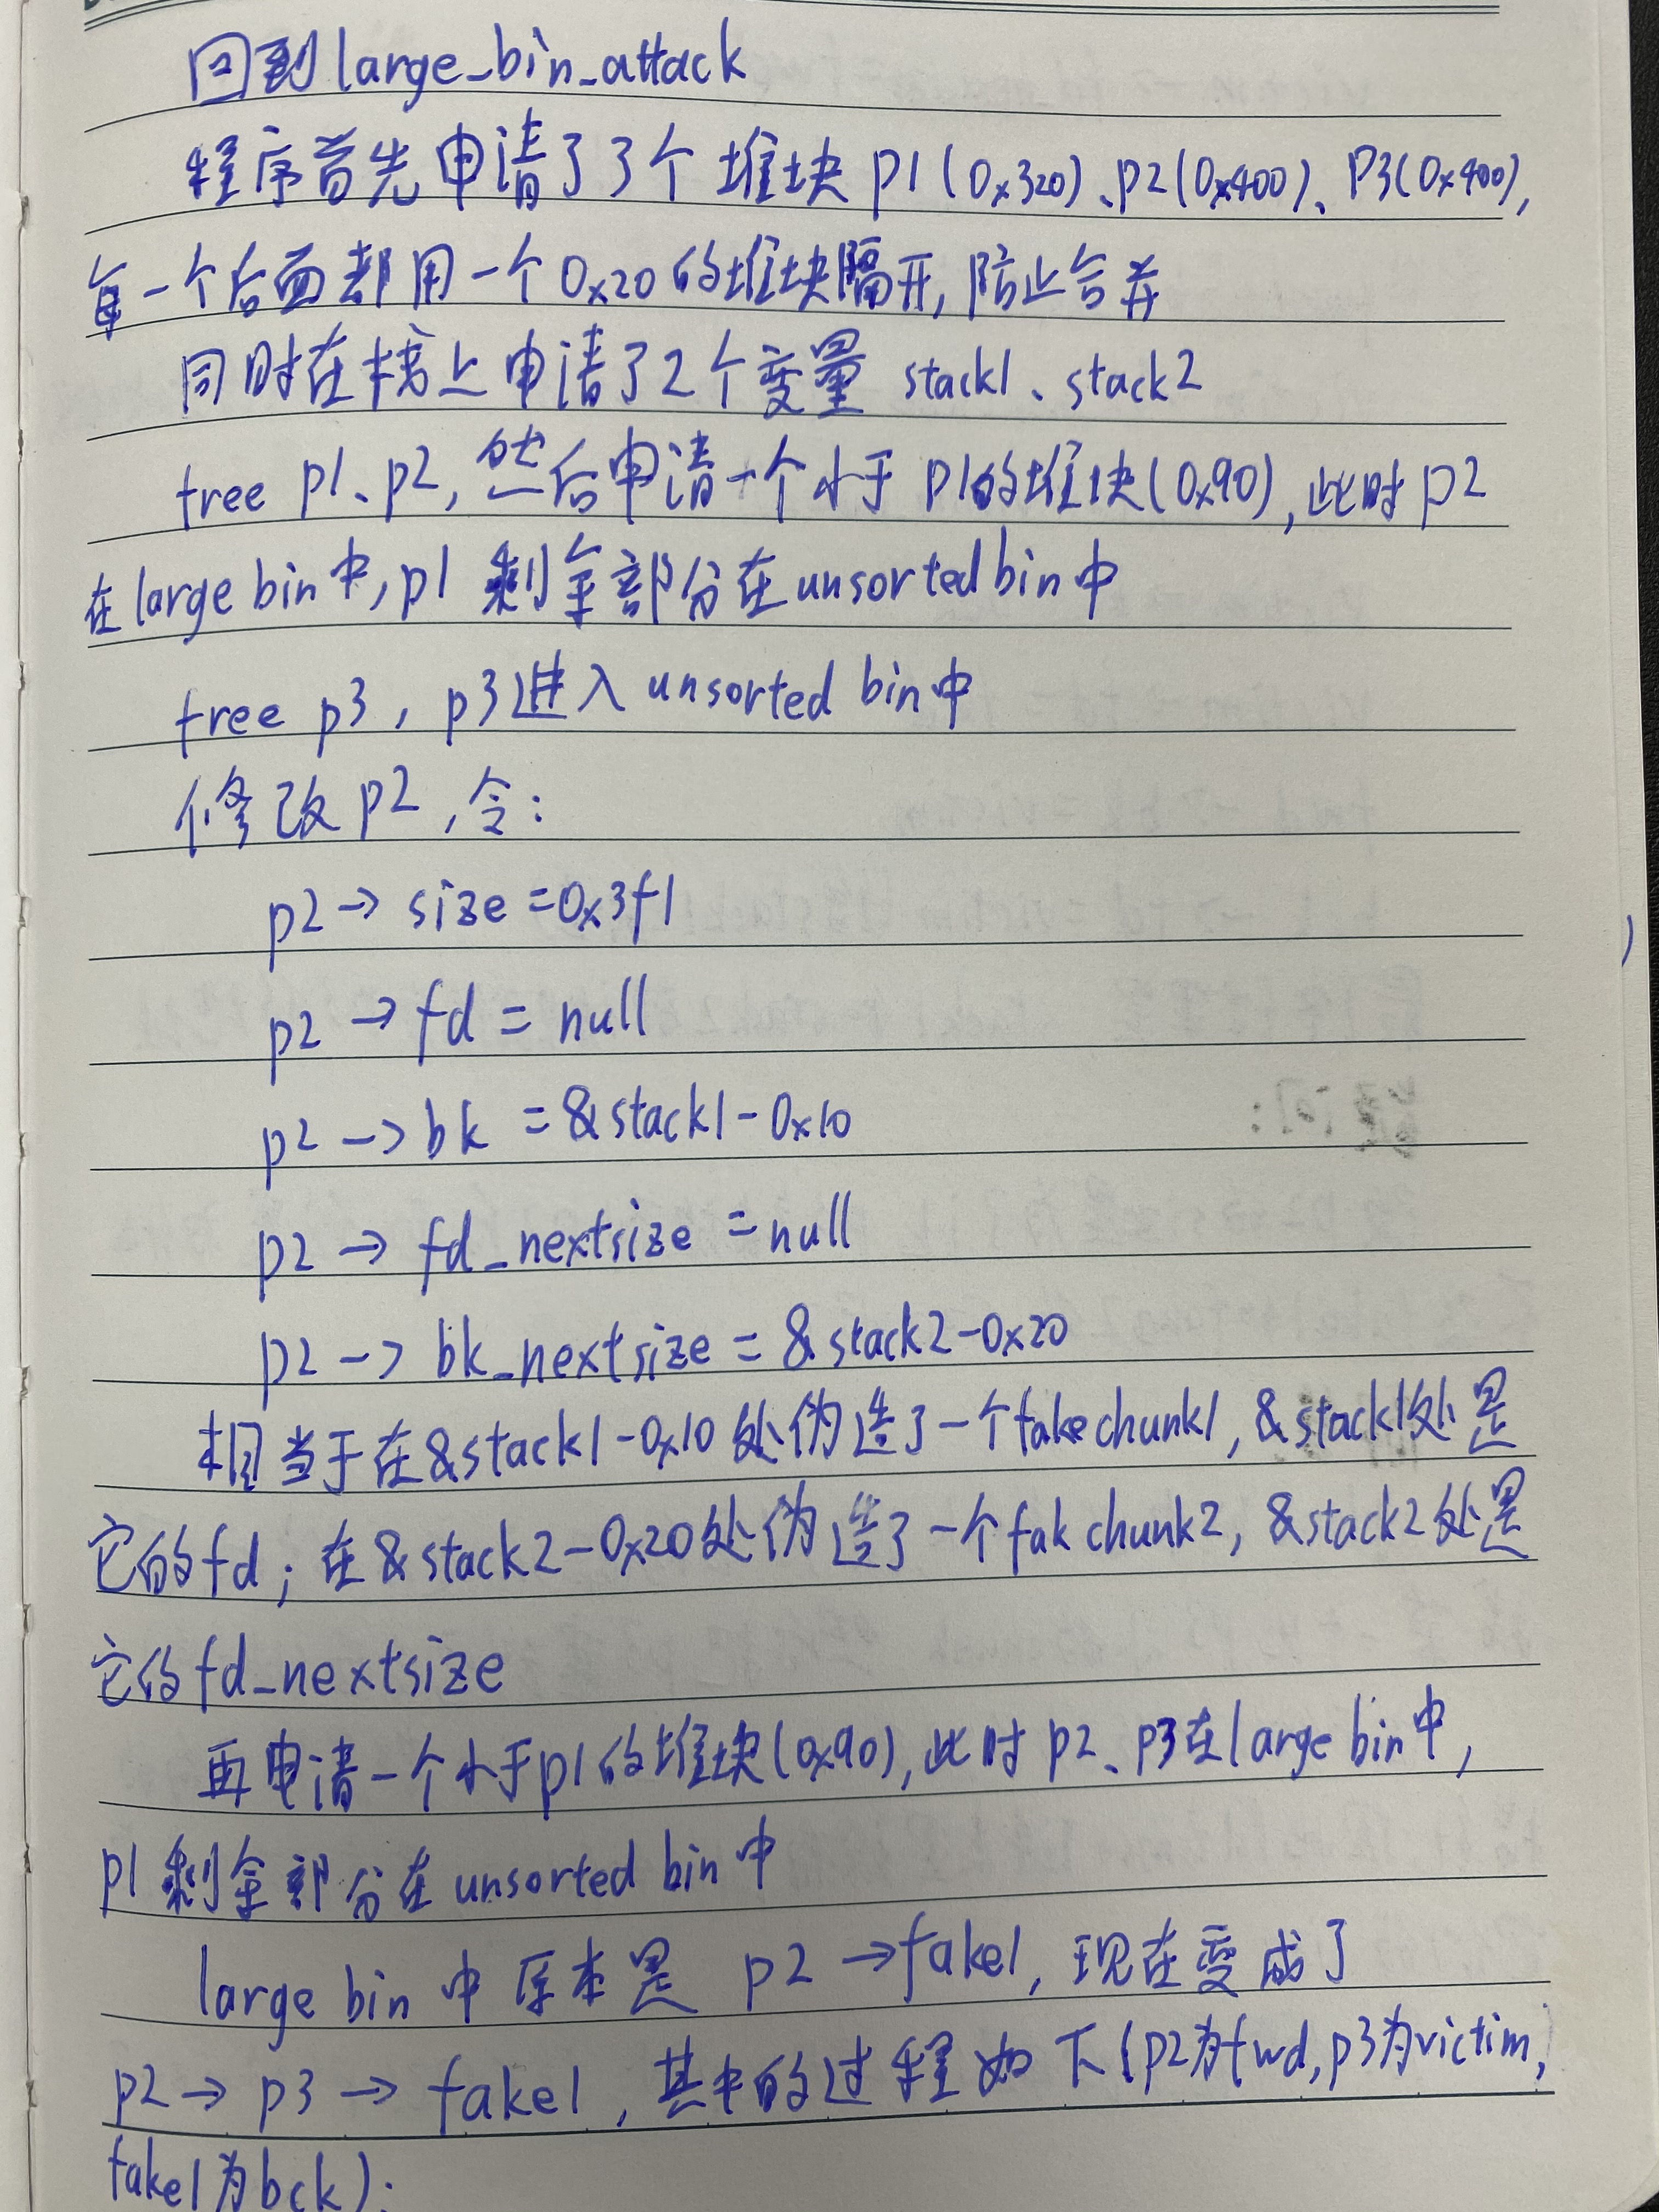 回到large_bin_attack
程序首先申请了3个堆块p1(0x320)、p2(0x400)、P3(0x400),
每一个后面都用一个0x20的堆块隔开,防止合并
同时在栈上申请了2个变量 stack1、stack2
free p1、p2,然后申请一个小于p1的堆块(0x90),此时p2
在large bin中,p1剩余部分在unsorted bin中
free p3,p3进入unsorted bin中
修改p2,令:
p2→size=0x3f1
p2→fd=null
p2→bk=&stack1-0x10
p2→fd_nextsize=null
p2→bk_nextsize=&stack2-0x20
相当于在&stack1-0x10处伪造了一个fake chunk1,&stack1处是
它的fd;在&stack2-0x20处伪造了一个fak chunk2,&stack2处是
它的fd_nextsize
再申请一个小于p1的堆块(0x90),此时p2、p3在large bin中,
p1剩余部分在unsorted bin中
large bin中原本是 p2→fake1,现在变成了
p2→p3→fake1,其中的过程如下(p2为fwd,p3为victim,
fake1为bck):